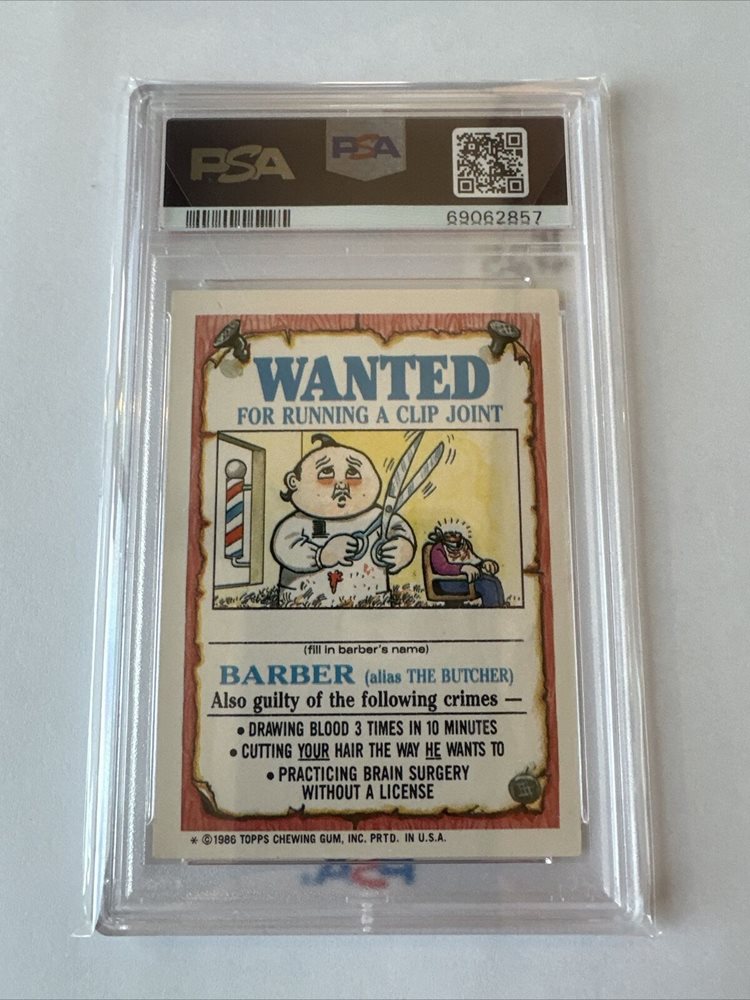 PSA
PSA
69062857
WANTED
FOR RUNNING A CLIP JOINT
(fill in barber's name)
BARBER (alias THE BUTCHER)
Also guilty of the following crimes —
• DRAWING BLOOD 3 TIMES IN 10 MINUTES
• CUTTING YOUR HAIR THE WAY HE WANTS TO
• PRACTICING BRAIN SURGERY
WITHOUT A LICENSE
* ©1986 TOPPS CHEWING GUM, INC. PRTD. IN U.S.A.